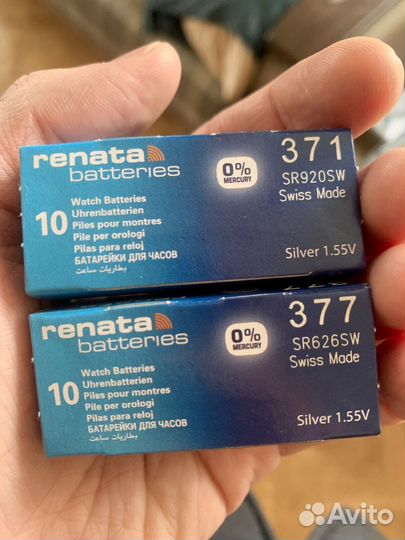 renata
batteries
0%
MERCURY
371
SR920SW
Swiss Made
10
Watch Batteries
Uhrenbatterien
Piles pour montres
Pile per orologi
Pilas para reloj
БАТАРЕЙКИ ДЛЯ ЧАСОВ
بطاريات ساعت
Silver 1.55V
renata
batteries
0%
MERCURY
377
SR626SW
Swiss Made
10
Watch Batteries
Uhrenbatterien
Piles pour montres
Pile per orologi
Pilas para reloj
БАТАРЕЙКИ ДЛЯ ЧАСОВ
بطاريات ساعت
Silver 1.55V
Avito